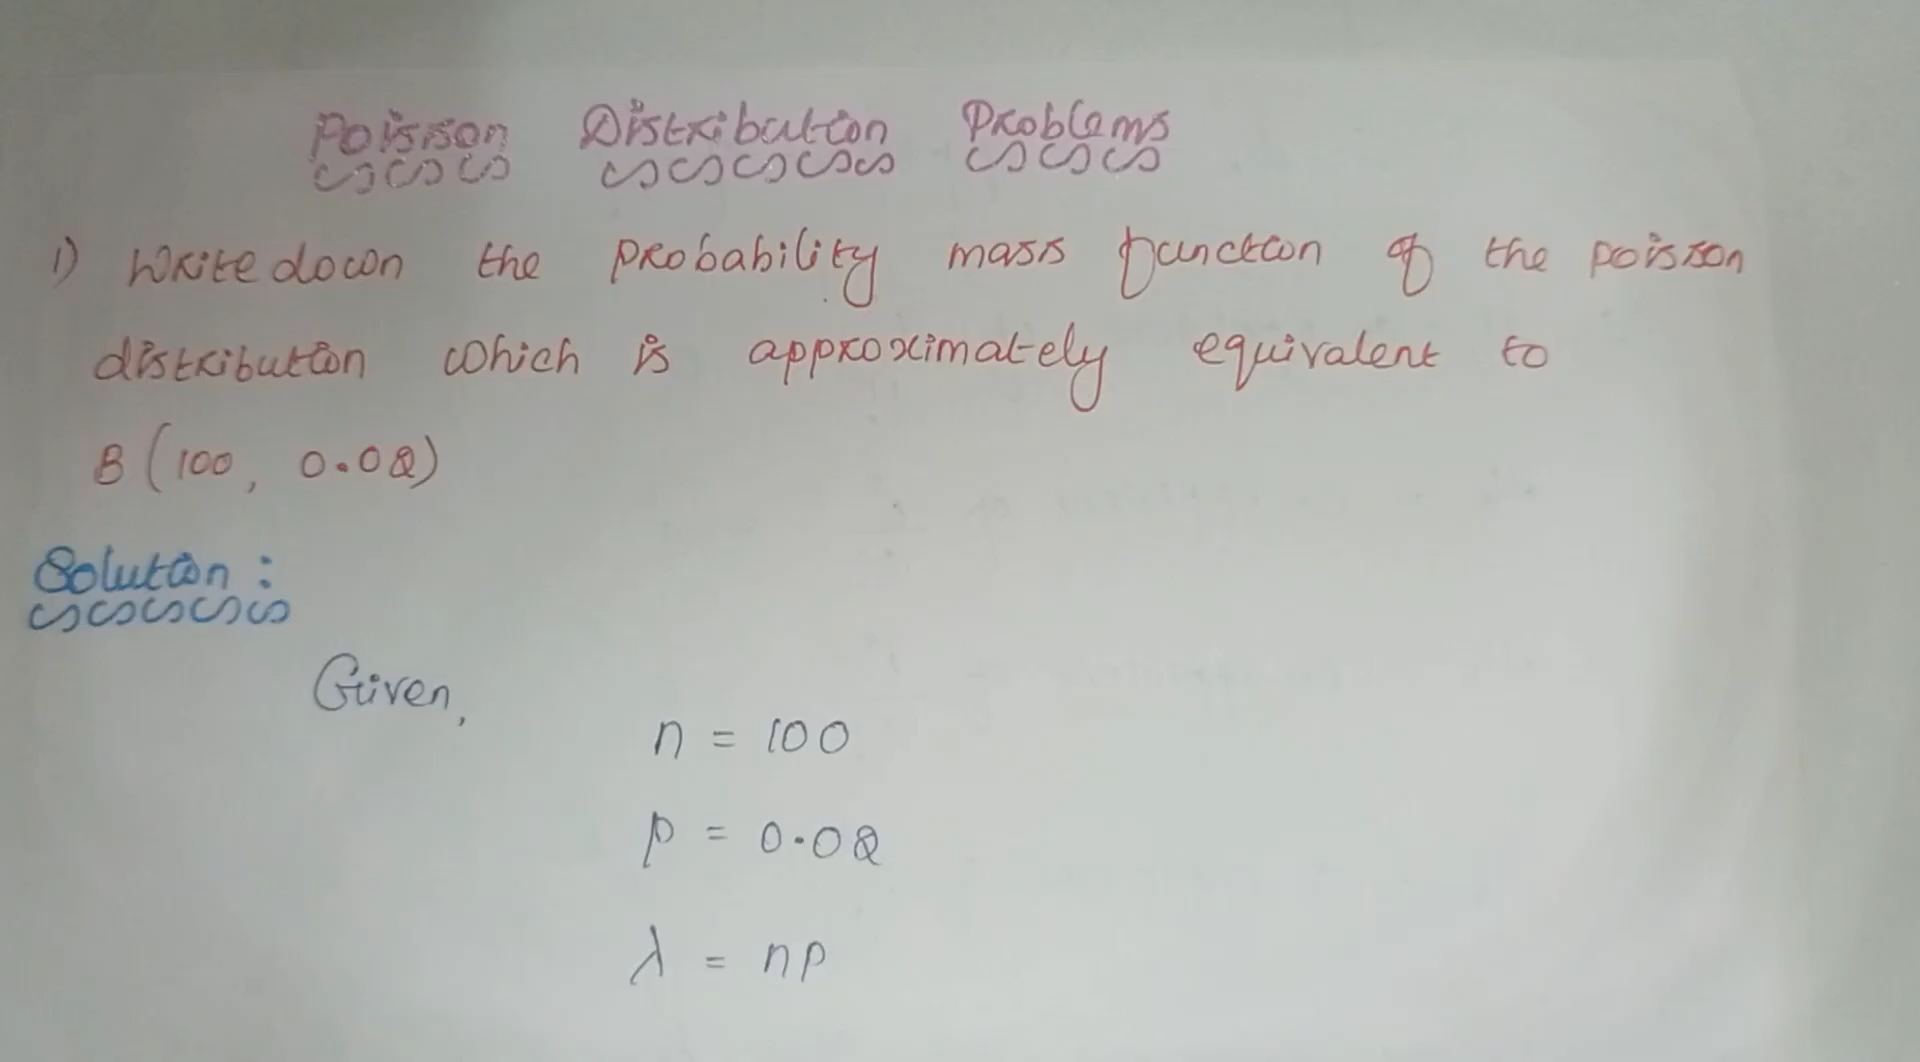 Poisson Distribution Problems
1) Write down the probability mass function of the poisson
distribution which is approximately equivalent to
B (100, 0.02)
Solution :
Given,
n = 100
p = 0.02
λ = np